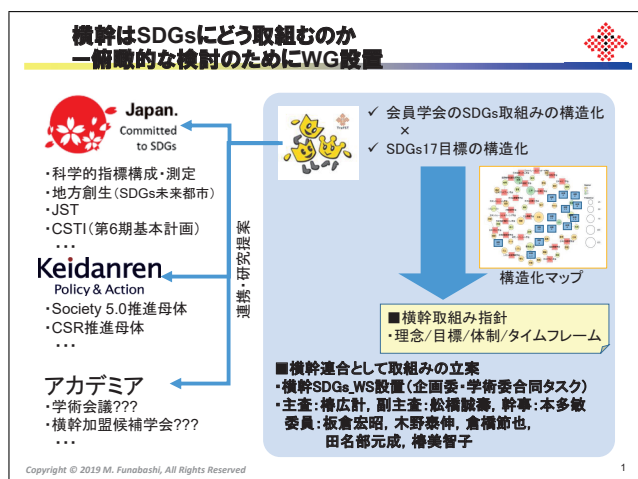 横幹はSDGsにどう取組むのか
ー俯瞰的な検討のためにWG設置
Japan.
Committed
to SDGs
・科学的指標構成・測定
・地方創生(SDGs未来都市)
・JST
・CSTI(第6期基本計画)
・・・
Keidanren
Policy & Action
・Society 5.0推進母体
・CSR推進母体
・・・
アカデミア
・学術会議???
・横幹加盟候補学会???
・・・
連携・研究提案
✓ 会員学会のSDGs取組みの構造化
×
✓ SDGs17目標の構造化
構造化マップ
■横幹取組み指針
・理念/目標/体制/タイムフレーム
■横幹連合として取組みの立案
・横幹SDGs_WS設置(企画委・学術委合同タスク)
・主査:椿広計, 副主査:舩橋誠壽, 幹事:本多敏
委員:板倉宏昭, 木野泰伸, 倉橋節也,
田名部元成, 椿美智子
Copyright © 2019 M. Funabashi, All Rights Reserved
1